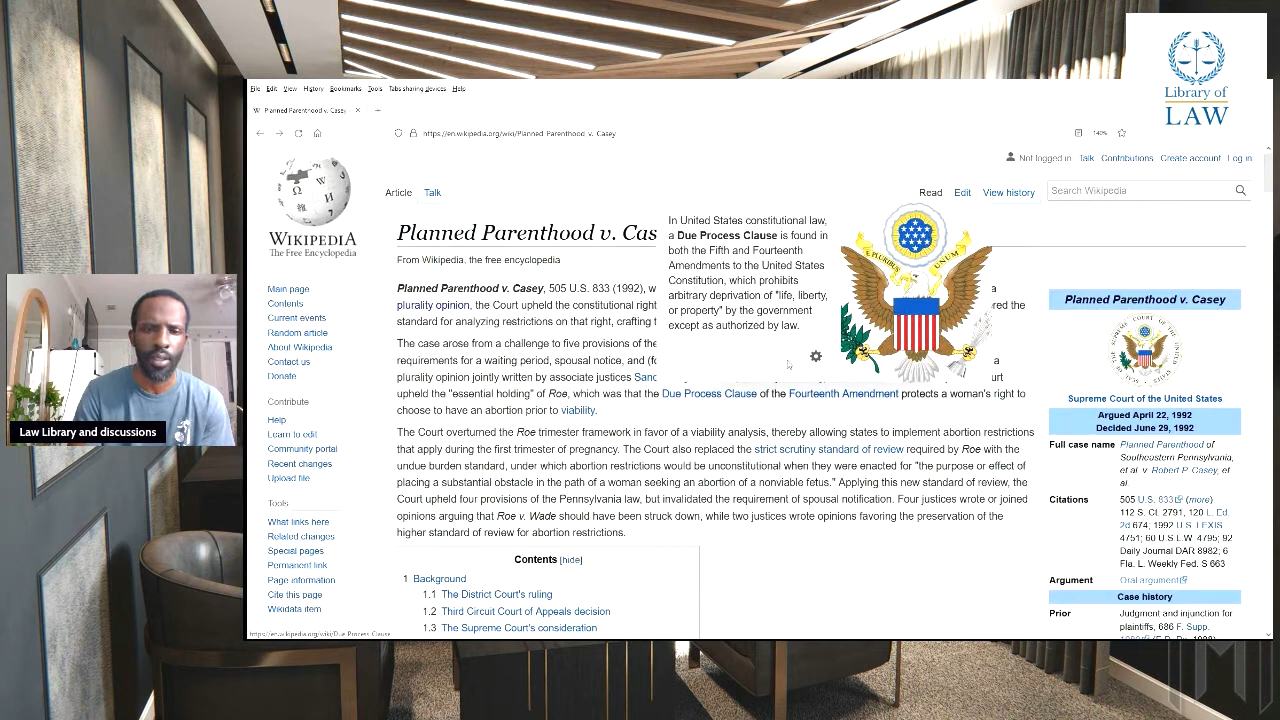 Library of
LAW
File Edit View History Bookmarks Tools Tabs sharing devices Help
W Planned Parenthood v. Casey
https://en.wikipedia.org/wiki/Planned_Parenthood_v._Casey
140%
Not logged in Talk Contributions Create account Log in
Article Talk
Read Edit View history
Search Wikipedia
WIKIPEDIA
The Free Encyclopedia
Main page
Contents
Current events
Random article
About Wikipedia
Contact us
Donate
Contribute
Help
Learn to edit
Community portal
Recent changes
Upload file
Tools
What links here
Related changes
Special pages
Permanent link
Page information
Cite this page
Wikidata item
Planned Parenthood v. Cas
From Wikipedia, the free encyclopedia
Planned Parenthood v. Casey, 505 U.S. 833 (1992), w
a
plurality opinion, the Court upheld the constitutional right
red the
standard for analyzing restrictions on that right, crafting t
The case arose from a challenge to five provisions of the
requirements for a waiting period, spousal notice, and (fo
a
plurality opinion jointly written by associate justices Sand
urt
upheld the "essential holding" of Roe, which was that the Due Process Clause of the Fourteenth Amendment protects a woman's right to
choose to have an abortion prior to viability.
In United States constitutional law,
a Due Process Clause is found in
both the Fifth and Fourteenth
Amendments to the United States
Constitution, which prohibits
arbitrary deprivation of "life, liberty,
or property" by the government
except as authorized by law.
E PLURIBUS UNUM
The Court overturned the Roe trimester framework in favor of a viability analysis, thereby allowing states to implement abortion restrictions
that apply during the first trimester of pregnancy. The Court also replaced the strict scrutiny standard of review required by Roe with the
undue burden standard, under which abortion restrictions would be unconstitutional when they were enacted for "the purpose or effect of
placing a substantial obstacle in the path of a woman seeking an abortion of a nonviable fetus." Applying this new standard of review, the
Court upheld four provisions of the Pennsylvania law, but invalidated the requirement of spousal notification. Four justices wrote or joined
opinions arguing that Roe v. Wade should have been struck down, while two justices wrote opinions favoring the preservation of the
higher standard of review for abortion restrictions.
Contents [hide]
1 Background
1.1 The District Court's ruling
1.2 Third Circuit Court of Appeals decision
1.3 The Supreme Court's consideration
Planned Parenthood v. Casey
Supreme Court of the United States
Argued April 22, 1992
Decided June 29, 1992
Full case name Planned Parenthood of
Southeastern Pennsylvania,
et al. v. Robert P. Casey, et
al.
Citations 505 U.S. 833 (more)
112 S. Ct. 2791; 120 L. Ed.
2d 674; 1992 U.S. LEXIS
4751; 60 U.S.L.W. 4795; 92
Daily Journal DAR 8982; 6
Fla. L. Weekly Fed. S 663
Argument Oral argument
Case history
Prior Judgment and injunction for
plaintiffs, 686 F. Supp.
https://en.wikipedia.org/wiki/Due_Process_Clause
Law Library and discussions